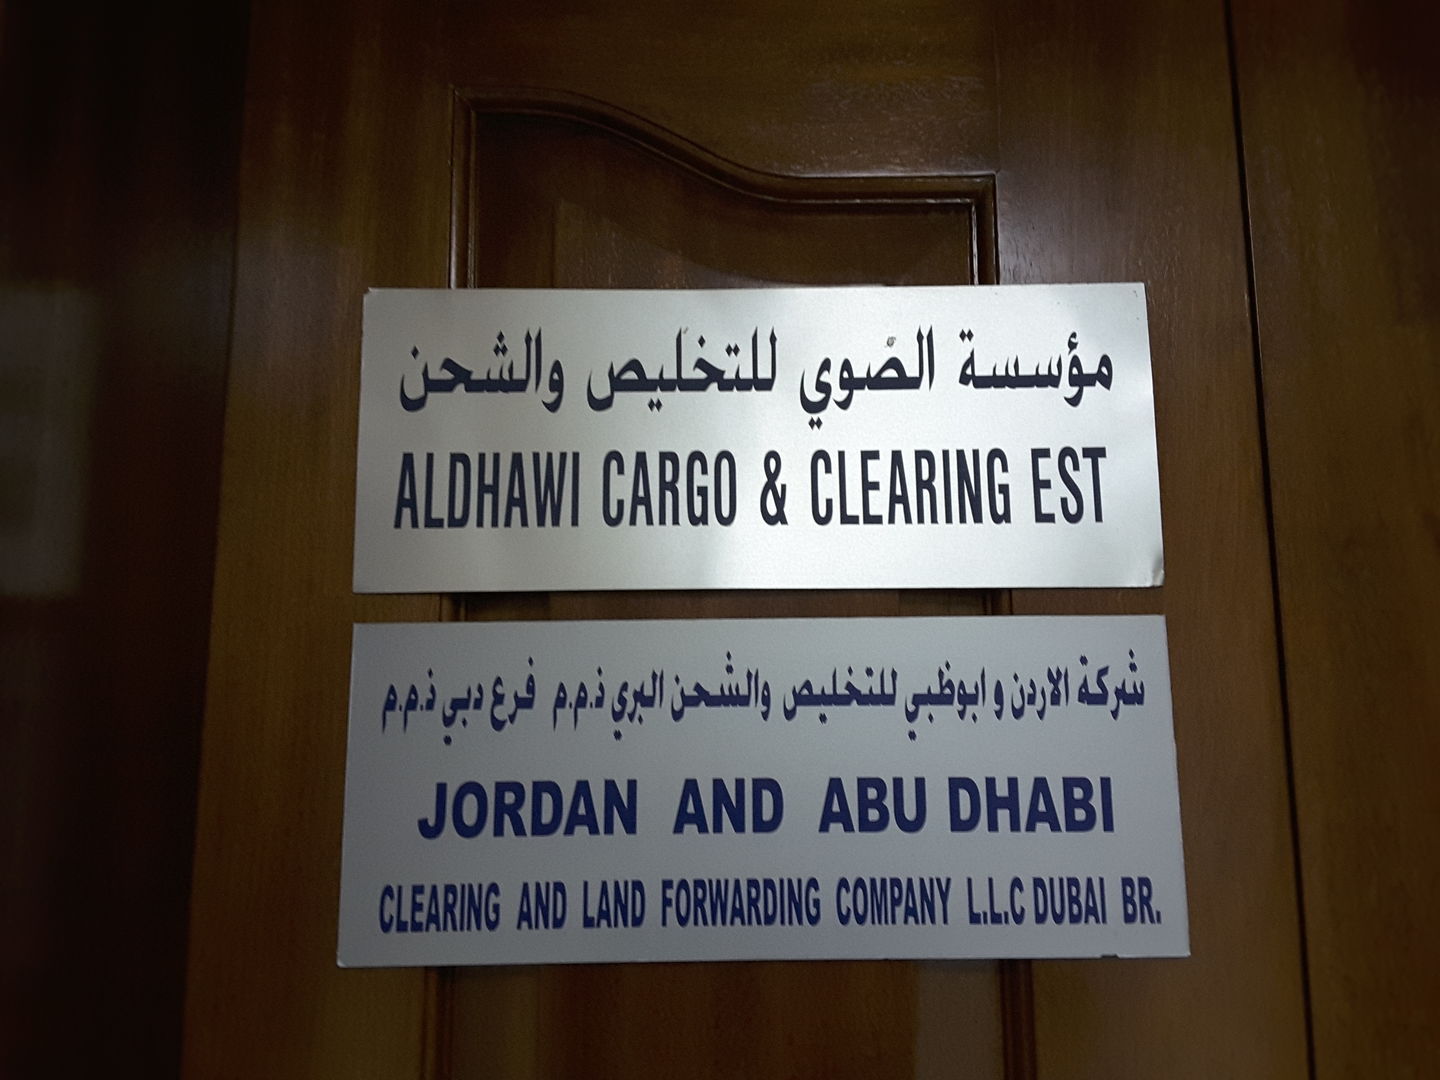 مؤسسة الضوي للتخليص والشحن
ALDHAWI CARGO & CLEARING EST
شركة الاردن و ابوظبي للتخليص والشحن البري ذ.م.م فرع دبي ذ.م.م
JORDAN AND ABU DHABI
CLEARING AND LAND FORWARDING COMPANY L.L.C DUBAI BR.